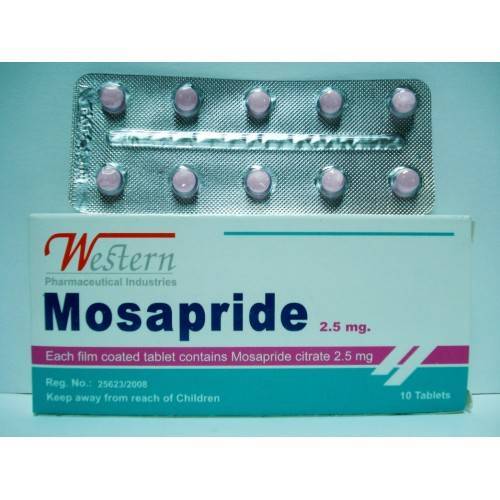 Western
Pharmaceutical Industries
Mosapride 2.5 mg.
Each film coated tablet contains Mosapride citrate 2.5 mg
Reg. No.: 25623/2008
Keep away from reach of Children
10 Tablets